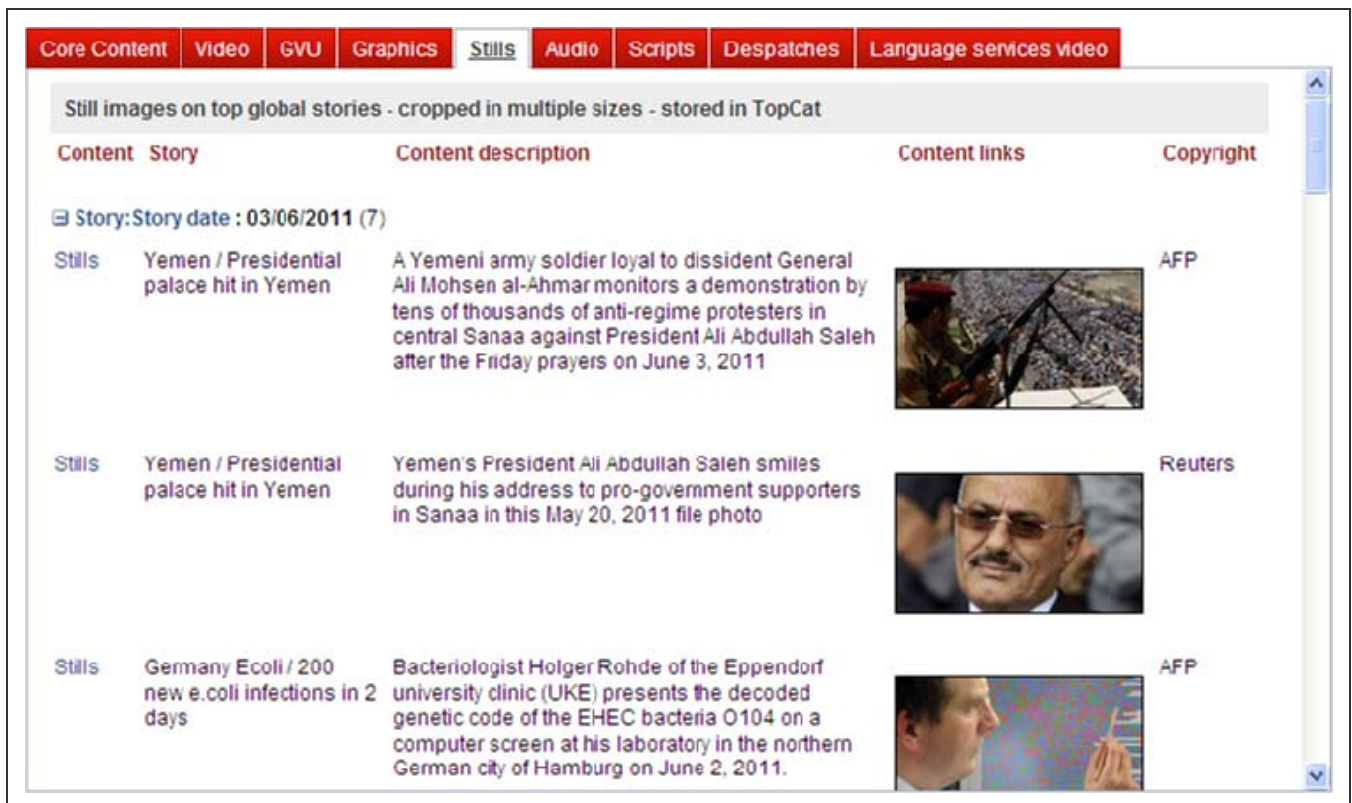 Core Content Video GVU Graphics Stills Audio Scripts Despatches Language services video
Still images on top global stories - cropped in multiple sizes - stored in TopCat
Content Story Content description Content links Copyright
Story:Story date : 03/06/2011 (7)
Stills
Yemen / Presidential
palace hit in Yemen
A Yemeni army soldier loyal to dissident General
Ali Mohsen al-Ahmar monitors a demonstration by
tens of thousands of anti-regime protesters in
central Sanaa against President Ali Abdullah Saleh
after the Friday prayers on June 3, 2011
AFP
Stills
Yemen / Presidential
palace hit in Yemen
Yemen's President Ali Abdullah Saleh smiles
during his address to pro-government supporters
in Sanaa in this May 20, 2011 file photo
Reuters
Stills
Germany Ecoli / 200
new e.coli infections in 2
days
Bacteriologist Holger Rohde of the Eppendorf
university clinic (UKE) presents the decoded
genetic code of the EHEC bacteria O104 on a
computer screen at his laboratory in the northern
German city of Hamburg on June 2, 2011.
AFP